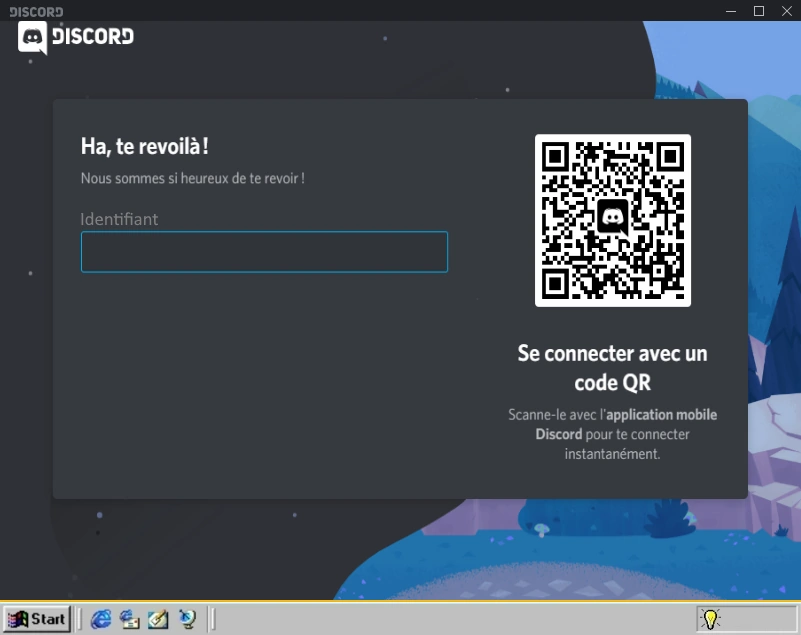 DISCORD
DISCORD
Ha, te revoilà !
Nous sommes si heureux de te revoir !
Identifiant
Se connecter avec un
code QR
Scanne-le avec l'application mobile
Discord pour te connecter
instantanément.
Start